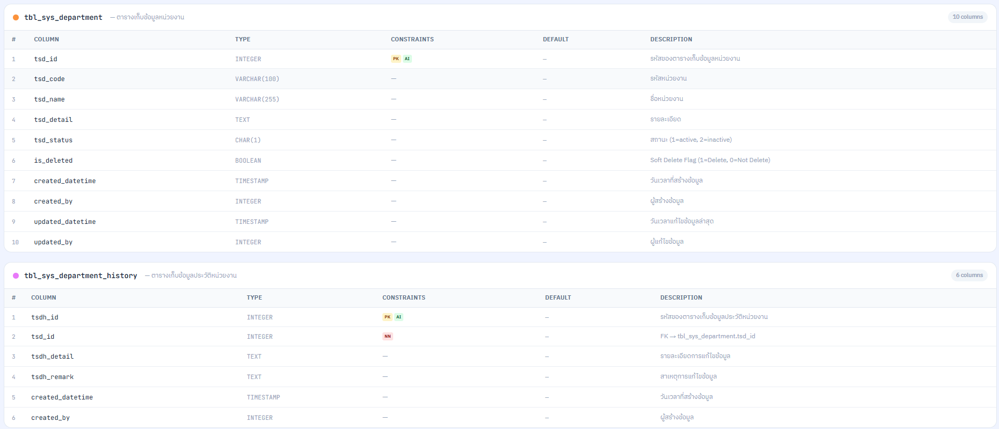 tbl_sys_department — ตารางเก็บข้อมูลหน่วยงาน 10 columns
# COLUMN TYPE CONSTRAINTS DEFAULT DESCRIPTION
1 tsd_id INTEGER PK AI — รหัสของตารางเก็บข้อมูลหน่วยงาน
2 tsd_code VARCHAR(100) — — รหัสหน่วยงาน
3 tsd_name VARCHAR(255) — — ชื่อหน่วยงาน
4 tsd_detail TEXT — — รายละเอียด
5 tsd_status CHAR(1) — — สถานะ (1=active, 2=inactive)
6 is_deleted BOOLEAN — — Soft Delete Flag (1=Delete, 0=Not Delete)
7 created_datetime TIMESTAMP — — วันเวลาที่สร้างข้อมูล
8 created_by INTEGER — — ผู้สร้างข้อมูล
9 updated_datetime TIMESTAMP — — วันเวลาแก้ไขข้อมูลล่าสุด
10 updated_by INTEGER — — ผู้แก้ไขข้อมูล
tbl_sys_department_history — ตารางเก็บข้อมูลประวัติหน่วยงาน 6 columns
# COLUMN TYPE CONSTRAINTS DEFAULT DESCRIPTION
1 tsdh_id INTEGER PK AI — รหัสของตารางเก็บข้อมูลประวัติหน่วยงาน
2 tsd_id INTEGER NN — FK → tbl_sys_department.tsd_id
3 tsdh_detail TEXT — — รายละเอียดการแก้ไขข้อมูล
4 tsdh_remark TEXT — — สาเหตุการแก้ไขข้อมูล
5 created_datetime TIMESTAMP — — วันเวลาที่สร้างข้อมูล
6 created_by INTEGER — — ผู้สร้างข้อมูล